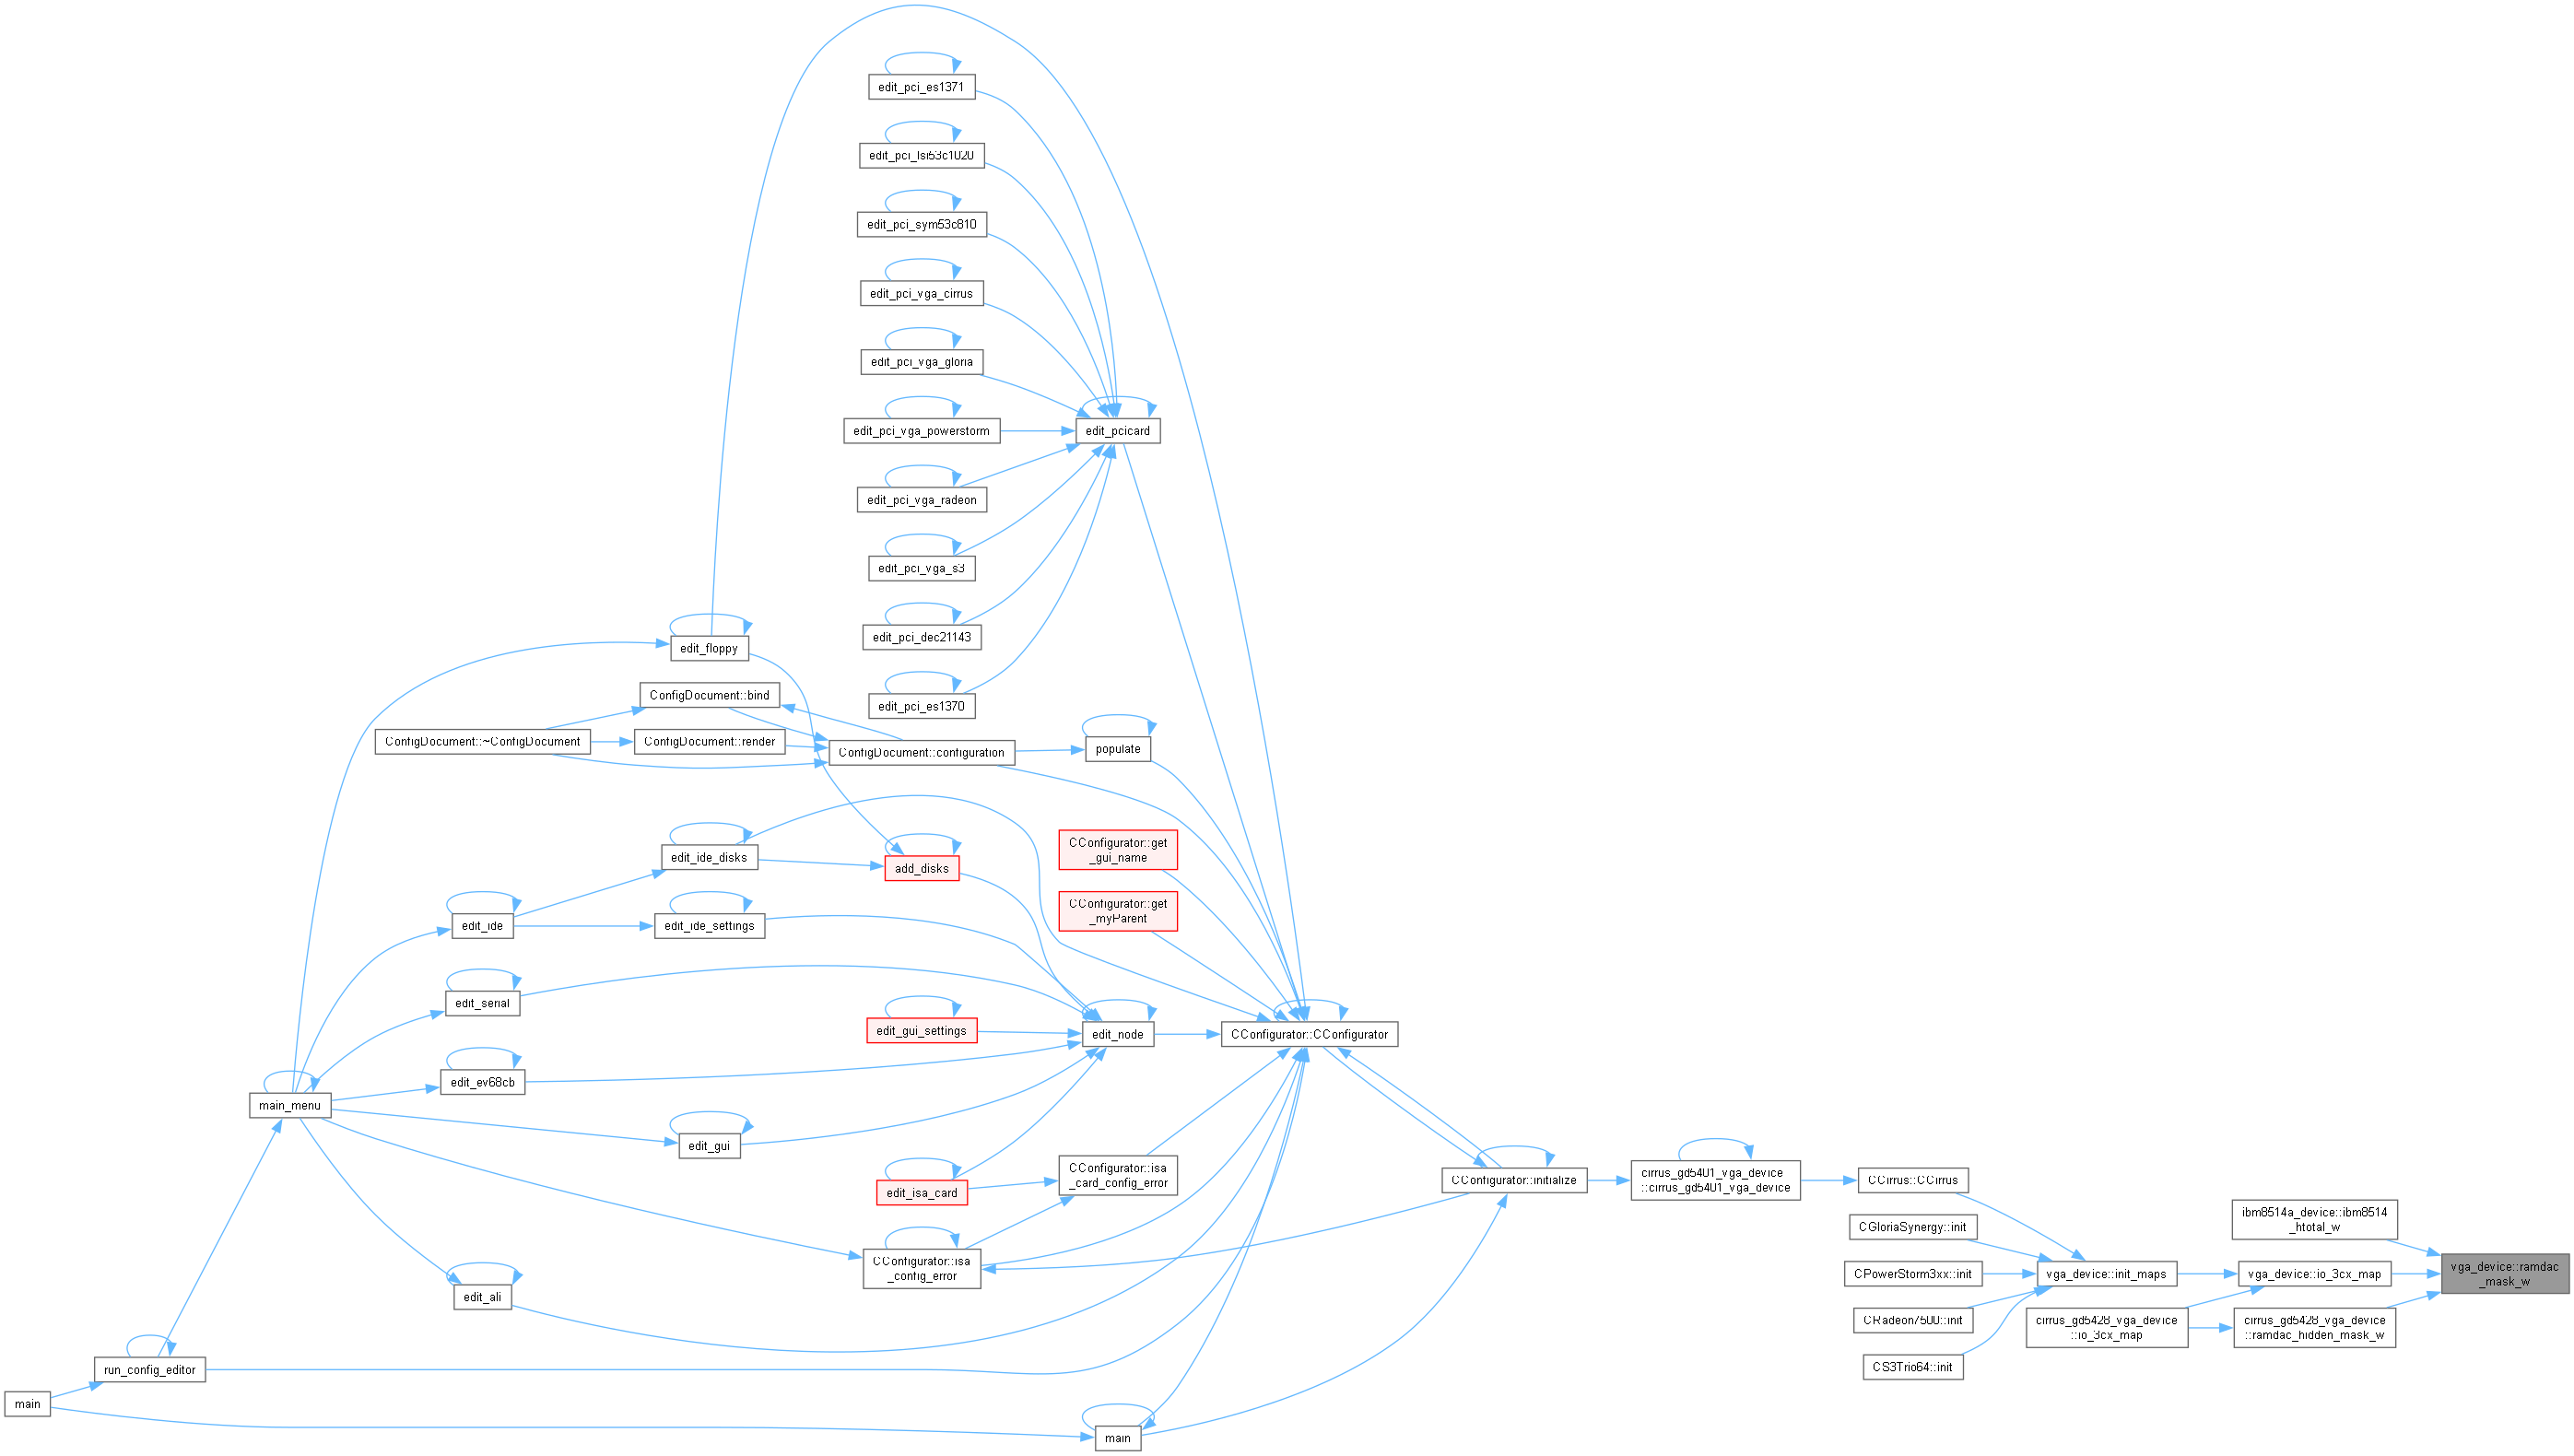 edit_pci_es1371
edit_pci_lsi53c1020
edit_pci_sym53c810
edit_pci_vga_cirrus
edit_pci_vga_gloria
edit_pci_vga_powerstorm
edit_pcicard
edit_pci_vga_radeon
edit_pci_vga_s3
edit_pci_dec21143
edit_floppy
ConfigDocument::bind
edit_pci_es1370
ConfigDocument::~ConfigDocument
ConfigDocument::render
ConfigDocument::configuration
populate
CConfigurator::get
_gui_name
edit_ide_disks
add_disks
CConfigurator::get
_myParent
edit_ide
edit_ide_settings
edit_serial
edit_gui_settings
edit_node
CConfigurator::CConfigurator
edit_ev68cb
main_menu
edit_gui
CConfigurator::isa
_card_config_error
edit_isa_card
CConfigurator::initialize
cirrus_gd5401_vga_device
::cirrus_gd5401_vga_device
CCirrus::CCirrus
ibm8514a_device::ibm8514
_htotal_w
CGloriaSynergy::init
CConfigurator::isa
_config_error
CPowerStorm3xx::init
vga_device::init_maps
vga_device::io_3cx_map
vga_device::ramdac
_mask_w
edit_ali
CRadeon7500::init
cirrus_gd5428_vga_device
::io_3cx_map
cirrus_gd5428_vga_device
::ramdac_hidden_mask_w
CS3Trio64::init
run_config_editor
main
main